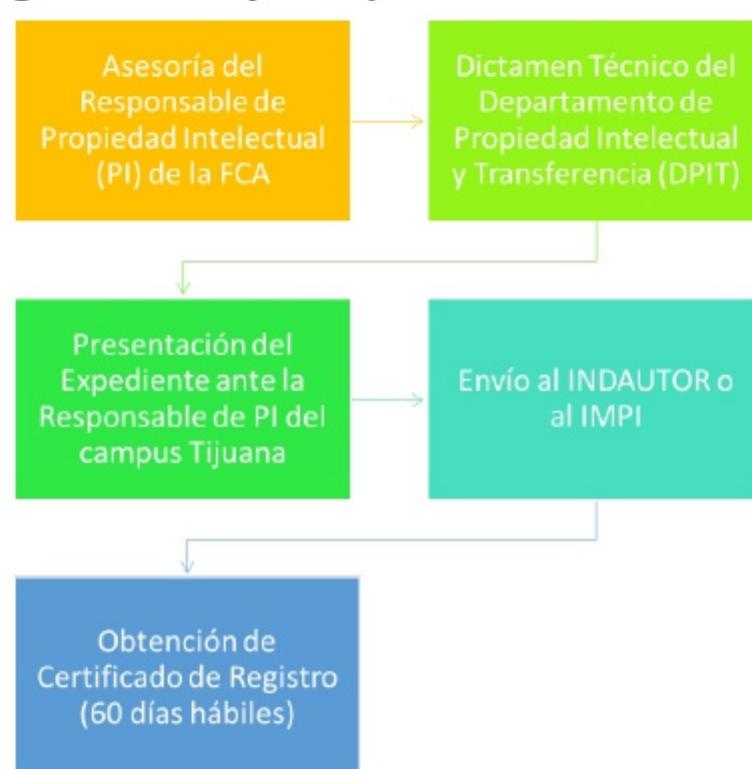 Asesoría del
Responsable de
Propiedad Intelectual
(PI) de la FCA
Dictamen Técnico del
Departamento de
Propiedad Intelectual
y Transferencia (DPIT)
Presentación del
Expediente ante la
Responsable de PI del
campus Tijuana
Envío al INDAUTOR o
al IMPI
Obtención de
Certificado de Registro
(60 días hábiles)